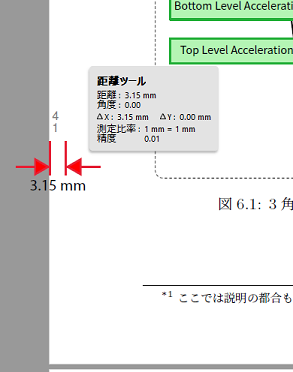 Bottom Level Accelerati
Top Level Acceleration
距離ツール
距離 : 3.15 mm
角度 : 0.00
ΔX : 3.15 mm ΔY : 0.00 mm
測定比率 : 1 mm = 1 mm
精度 0.01
4
1
3.15 mm
図 6.1: 3 角
*1 ここでは説明の都合も